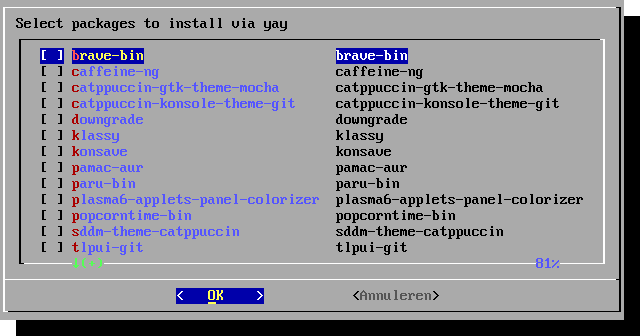 Select packages to install via yay
[ ] brave-bin brave-bin
[ ] caffeine-ng caffeine-ng
[ ] catppuccin-gtk-theme-mocha catppuccin-gtk-theme-mocha
[ ] catppuccin-konsole-theme-git catppuccin-konsole-theme-git
[ ] downgrade downgrade
[ ] klassy klassy
[ ] konsave konsave
[ ] pamac-aur pamac-aur
[ ] paru-bin paru-bin
[ ] plasma6-applets-panel-colorizer plasma6-applets-panel-colorizer
[ ] popcorntime-bin popcorntime-bin
[ ] sddm-theme-catppuccin sddm-theme-catppuccin
[ ] tlpui-git tlpui-git
↓(+) 81%
< OK > <Annuleren>